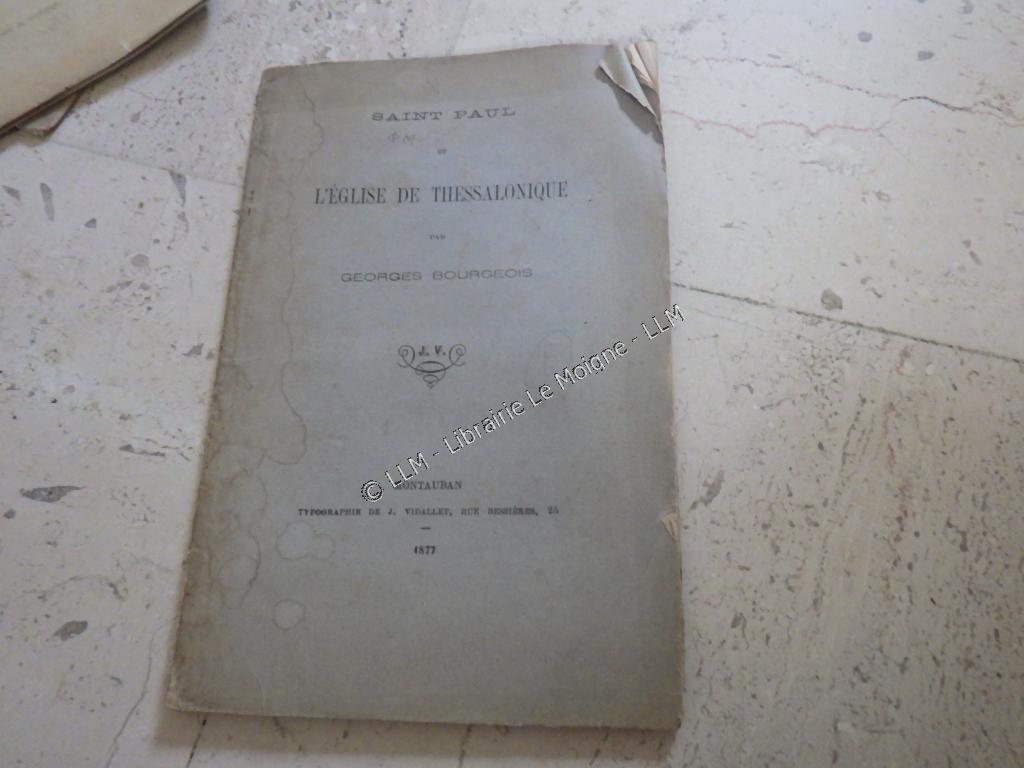 SAINT PAUL
ET
L'ÉGLISE DE THESSALONIQUE
PAR
GEORGES BOURGEOIS
J. V.
MONTAUBAN
TYPOGRAPHIE DE J. VIDALLET, RUE BESSIÈRES, 25
1877
© LLM - Librairie Le Moigne - LLM